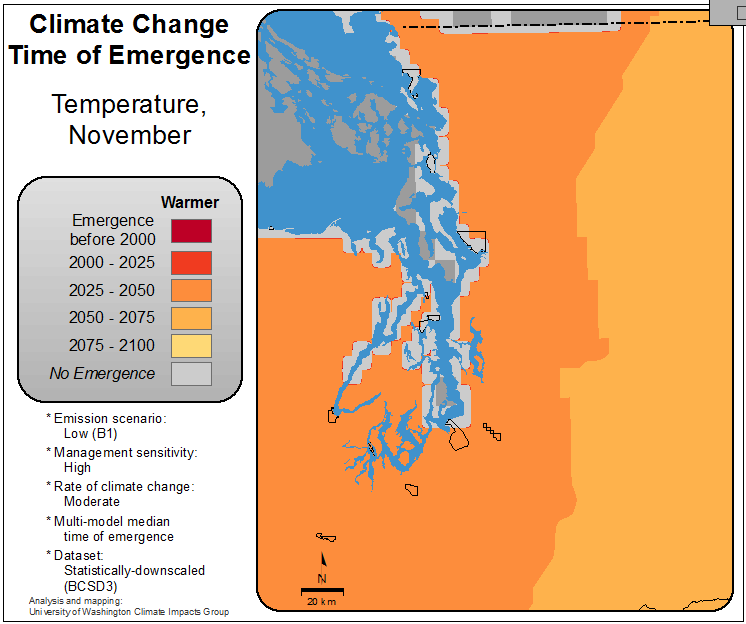 Climate Change
Time of Emergence
Temperature,
November
Warmer
Emergence
before 2000
2000 - 2025
2025 - 2050
2050 - 2075
2075 - 2100
No Emergence
* Emission scenario:
Low (B1)
* Management sensitivity:
High
* Rate of climate change:
Moderate
* Multi-model median
time of emergence
* Dataset:
Statistically-downscaled
(BCSD3)
Analysis and mapping:
University of Washington Climate Impacts Group
N
20 km